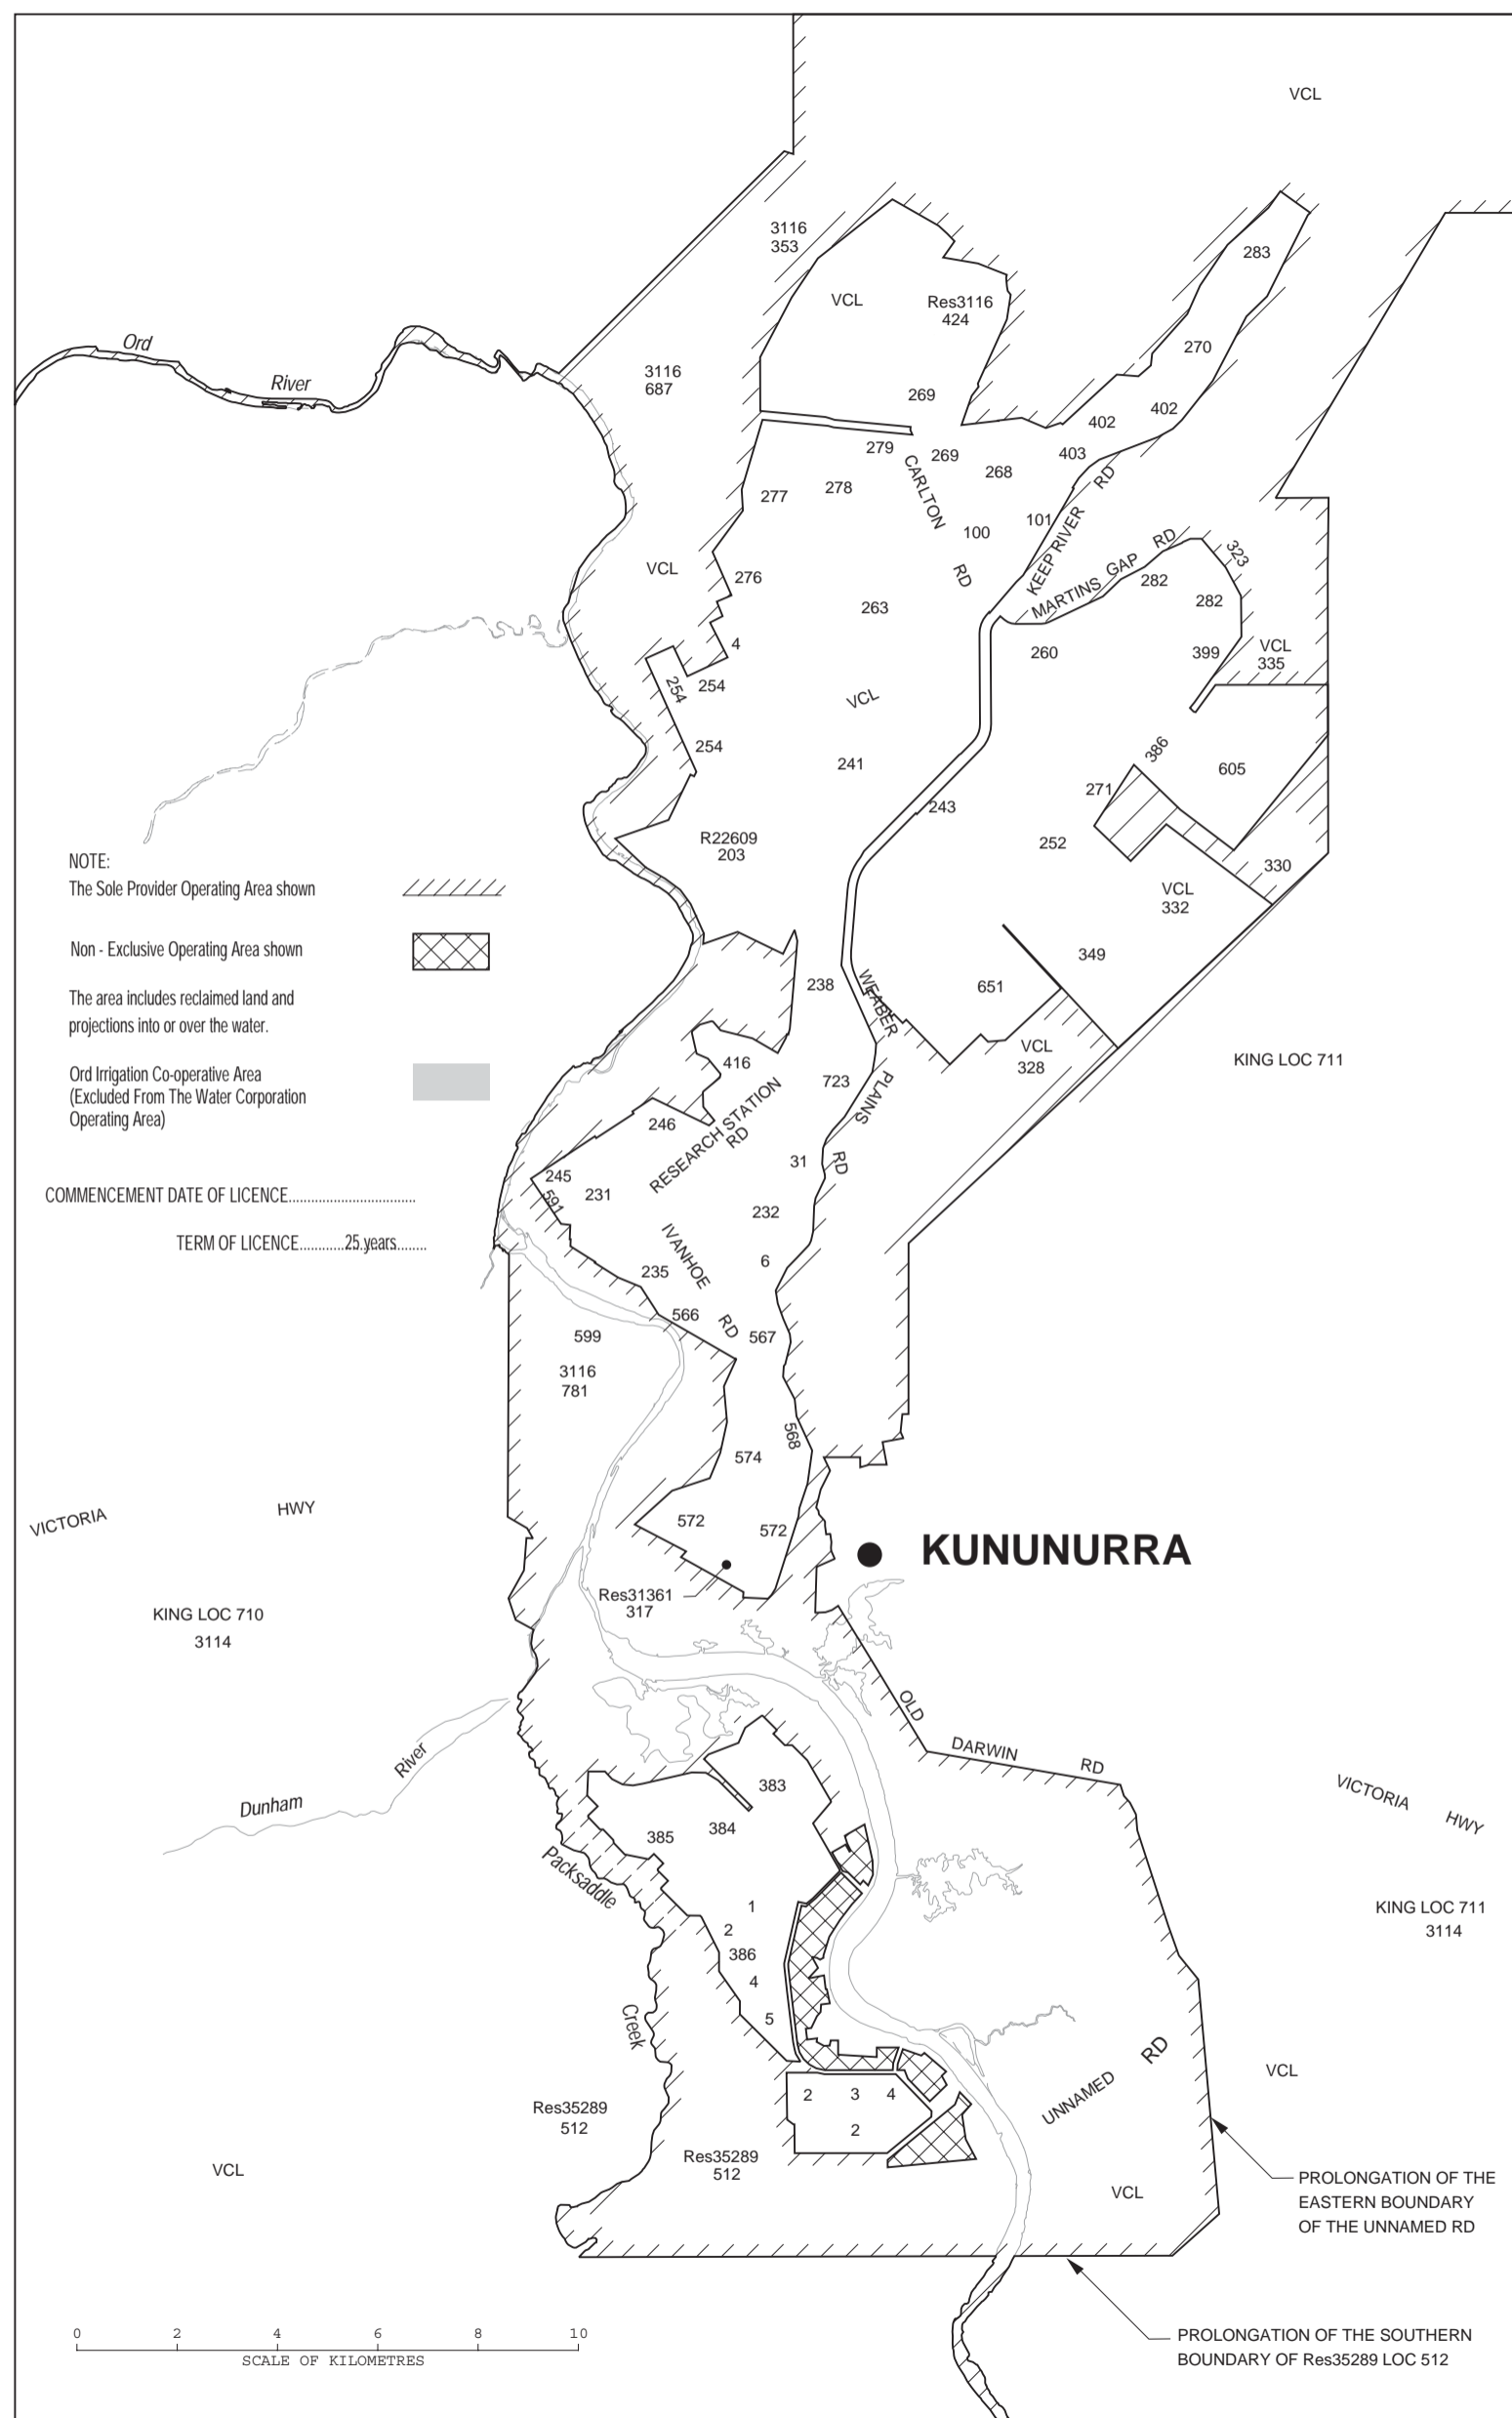 VCL
3116
353
283
VCL
Res3116
424
Ord
River
270
3116
687
269
402
402
279
269
403
268
CARLTON
RD
277
278
RD
KEEP RIVER
101
100
MARTINS GAP RD
323
VCL
276
282
282
263
4
260
399
VCL
335
254
254
VCL
254
386
241
605
271
243
R22609
203
252
330
VCL
332
NOTE:
The Sole Provider Operating Area shown
Non - Exclusive Operating Area shown
The area includes reclaimed land and
projections into or over the water.
Ord Irrigation Co-operative Area
(Excluded From The Water Corporation
Operating Area)
COMMENCEMENT DATE OF LICENCE..................................
TERM OF LICENCE............25 years........
349
238
651
WEABER
PLAINS
RD
VCL
328
KING LOC 711
416
723
246
RESEARCH STATION
RD
31
245
591
231
232
IVANHOE
RD
6
235
566
567
599
3116
781
568
574
VICTORIA HWY
572
572
KUNUNURRA
Res31361
317
KING LOC 710
3114
OLD
DARWIN RD
River
Dunham
383
VICTORIA HWY
384
385
Packsaddle
Creek
1
2
386
4
5
KING LOC 711
3114
RD
UNNAMED
VCL
2 3 4
2
Res35289
512
Res35289
512
VCL
VCL
PROLONGATION OF THE
EASTERN BOUNDARY
OF THE UNNAMED RD
0 2 4 6 8 10
SCALE OF KILOMETRES
PROLONGATION OF THE SOUTHERN
BOUNDARY OF Res35289 LOC 512